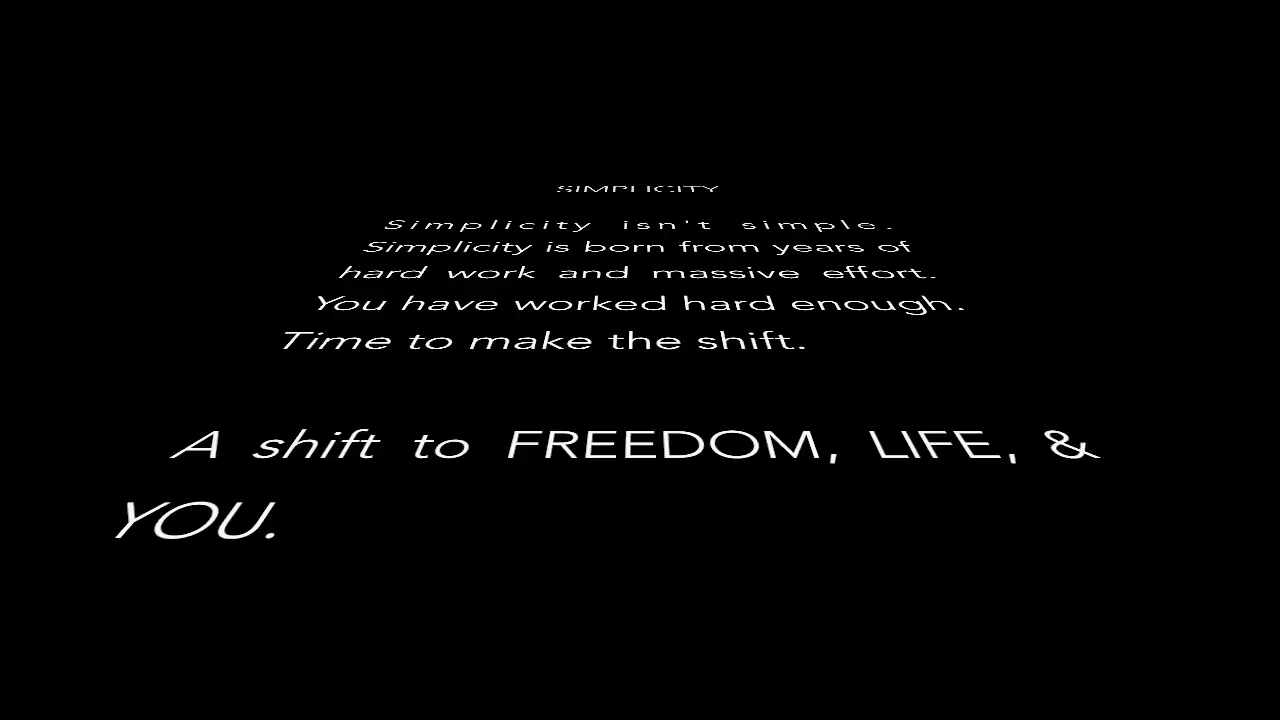 SIMPLICITY
Simplicity isn't simple.
Simplicity is born from years of
hard work and massive effort.
You have worked hard enough.
Time to make the shift.
A shift to FREEDOM, LIFE, &
YOU.